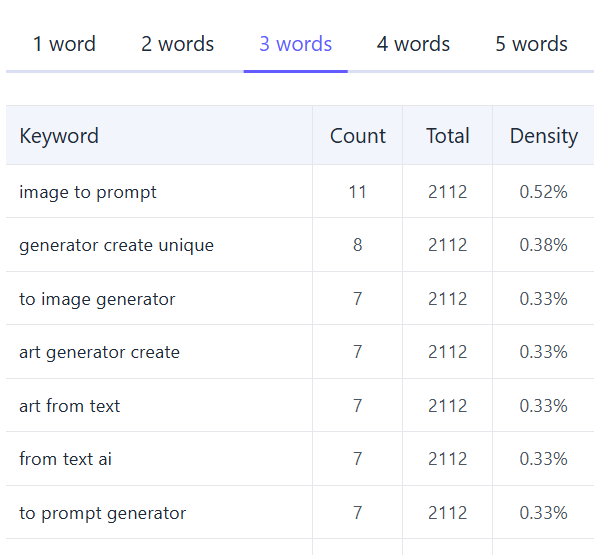 1 word 2 words 3 words 4 words 5 words
Keyword Count Total Density
image to prompt 11 2112 0.52%
generator create unique 8 2112 0.38%
to image generator 7 2112 0.33%
art generator create 7 2112 0.33%
art from text 7 2112 0.33%
from text ai 7 2112 0.33%
to prompt generator 7 2112 0.33%